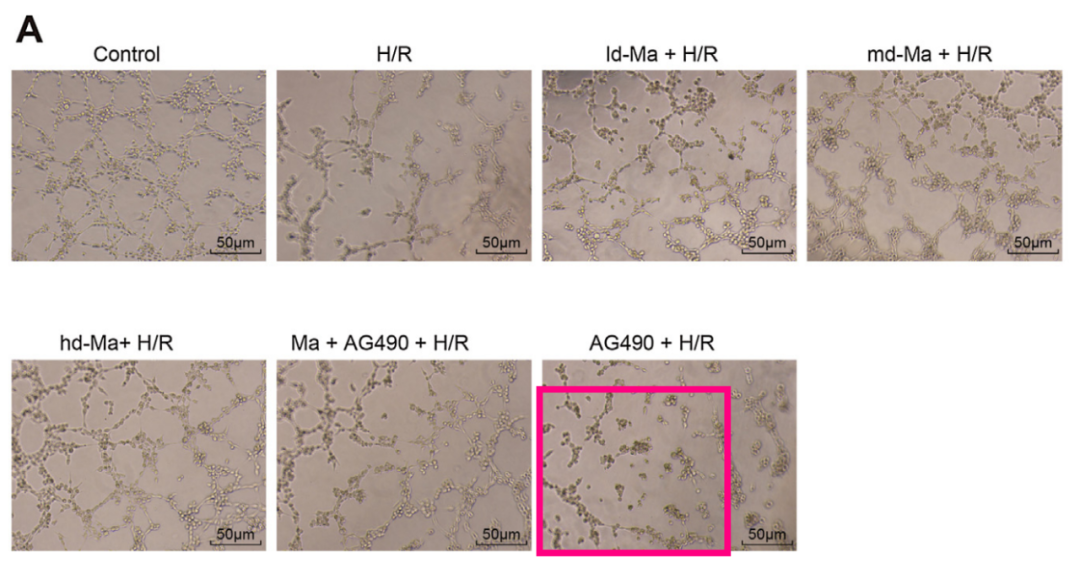 A
Control
H/R
ld-Ma + H/R
md-Ma + H/R
50μm
50μm
50μm
50μm
hd-Ma+ H/R
Ma + AG490 + H/R
AG490 + H/R
50μm
50μm
50μm